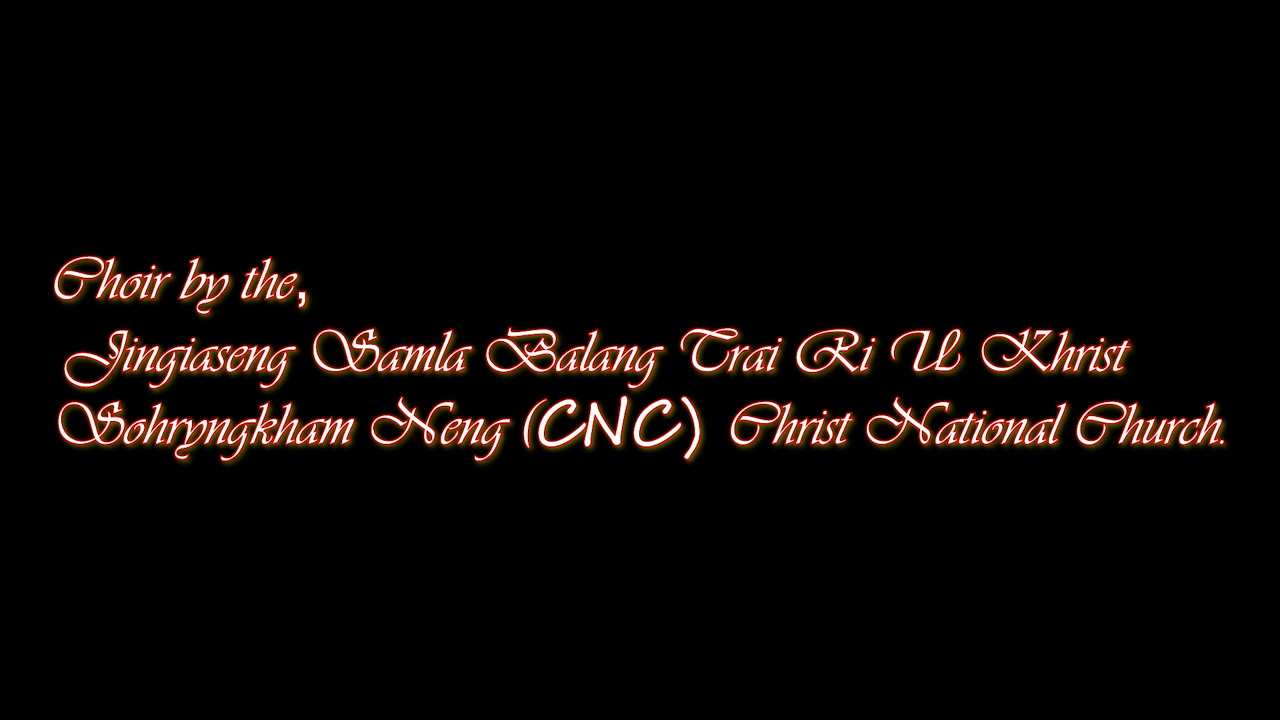 Choir by the,
Jingiaseng Samla Balang Trai Ri U Khrist
Sohryngkham Neng (CNC) Christ National Church.